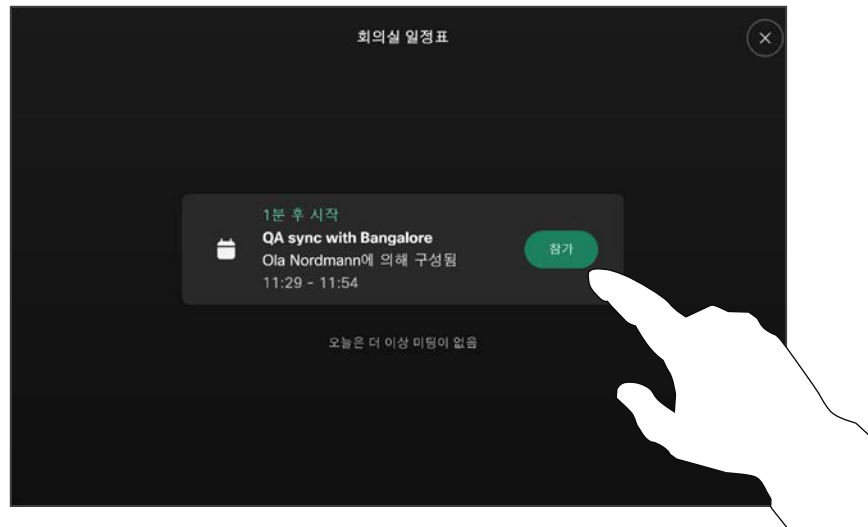 회의실 일정표
1분 후 시작
QA sync with Bangalore
Ola Nordmann에 의해 구성됨
11:29 - 11:54
참가
오늘은 더 이상 미팅이 없음